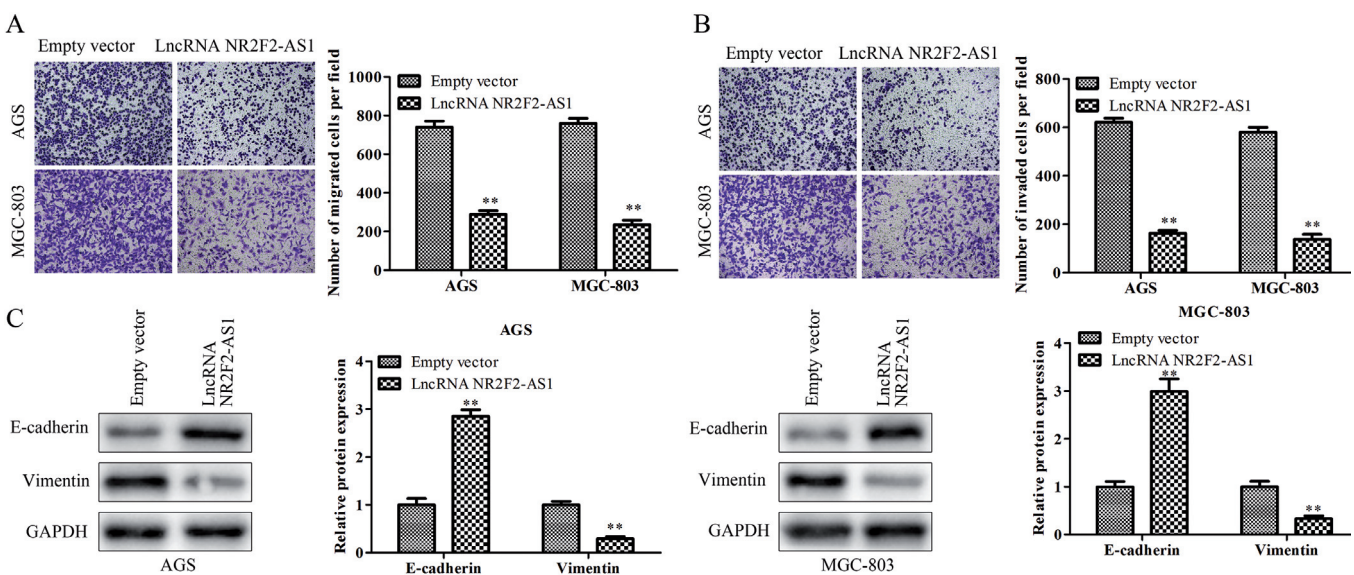 A
Empty vector LncRNA NR2F2-AS1
AGS
MGC-803
Number of migrated cells per field
1000
800
600
400
200
0
Empty vector
LncRNA NR2F2-AS1
**
**
AGS MGC-803
B
Empty vector LncRNA NR2F2-AS1
AGS
MGC-803
Number of invaded cells per field
800
600
400
200
0
Empty vector
LncRNA NR2F2-AS1
**
**
AGS MGC-803
C
Empty vector
LncRNA
NR2F2-AS1
E-cadherin
Vimentin
GAPDH
AGS
AGS
Relative protein expression
4
3
2
1
0
Empty vector
LncRNA NR2F2-AS1
**
**
E-cadherin Vimentin
Empty vector
LncRNA
NR2F2-AS1
E-cadherin
Vimentin
GAPDH
MGC-803
MGC-803
Relative protein expression
4
3
2
1
0
Empty vector
LncRNA NR2F2-AS1
**
**
E-cadherin Vimentin